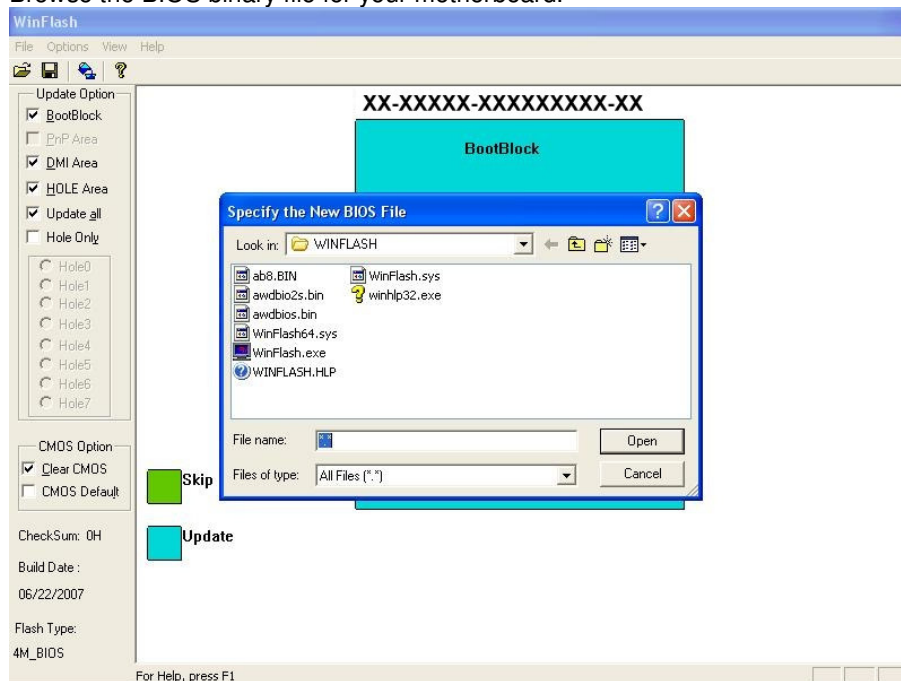 Browse the BIOS binary file for your motherboard.
WinFlash
File Options View Help
Update Option
BootBlock
PnP Area
DMI Area
HOLE Area
Update all
Hole Only
Hole0
Hole1
Hole2
Hole3
Hole4
Hole5
Hole6
Hole7
CMOS Option
Clear CMOS
CMOS Default
CheckSum: 0H
Build Date :
06/22/2007
Flash Type:
4M_BIOS
XX-XXXXX-XXXXXXXXX-XX
BootBlock
Specify the New BIOS File
Look in: WINFLASH
ab8.BIN
awdbio2s.bin
awdbios.bin
WinFlash64.sys
WinFlash.exe
WINFLASH.HLP
WinFlash.sys
winhlp32.exe
File name: *.*
Open
Files of type: All Files (*.*)
Cancel
Skip
Update
For Help, press F1